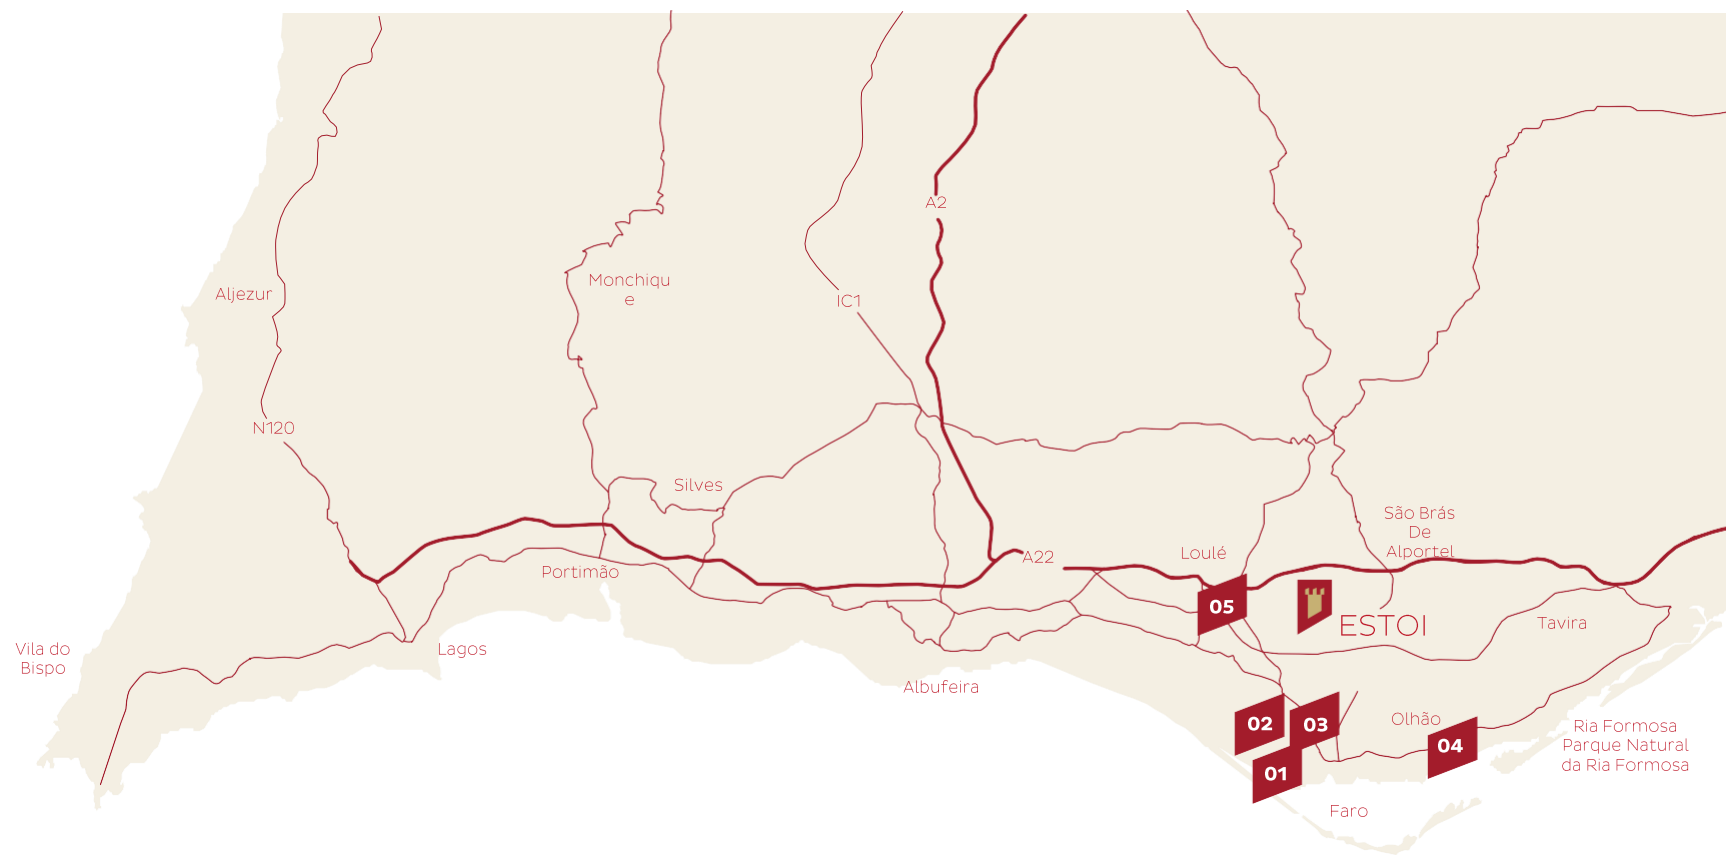 A2
Monchiqu
e
Aljezur
IC1
N120
Silves
São Brás
De
Alportel
Loulé
A22
Portimão
05
ESTOI
Tavira
Vila do
Bispo
Lagos
Albufeira
02
03
Olhão
04
Ria Formosa
Parque Natural
da Ria Formosa
01
Faro